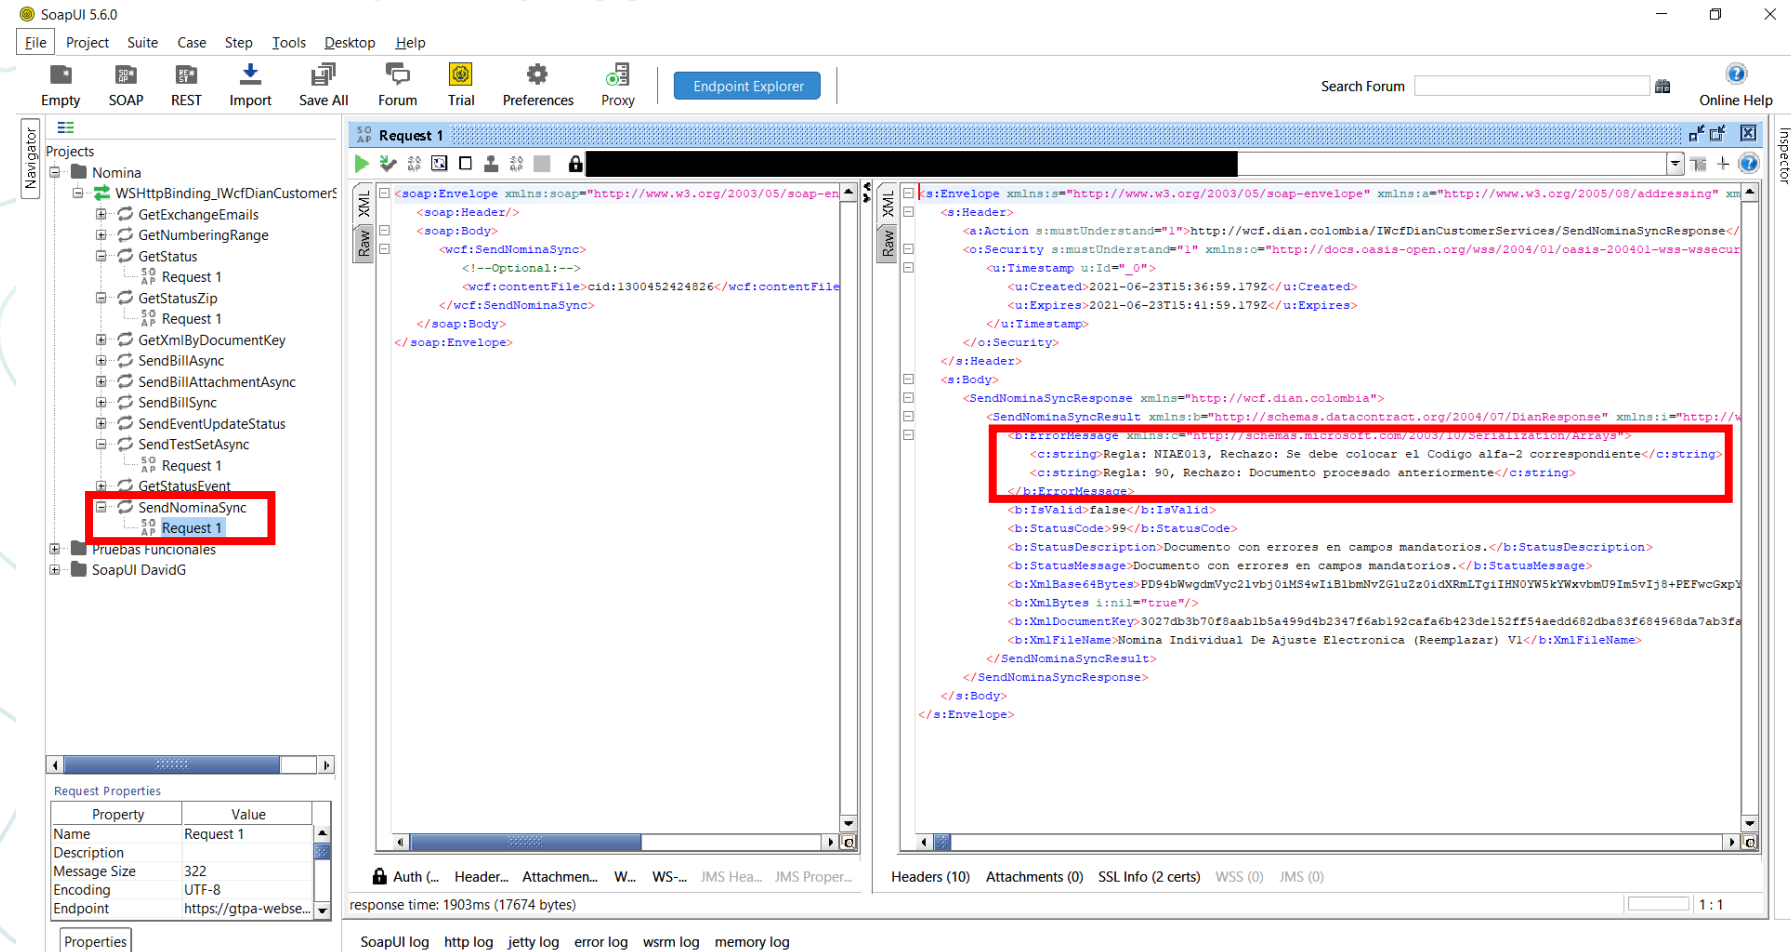 SoapUI 5.6.0
File Project Suite Case Step Tools Desktop Help
Empty SOAP REST Import Save All Forum Trial Preferences Proxy Endpoint Explorer Search Forum Online Help
Navigator
Projects
Nomina
WSHttpBinding_IWcfDianCustomerS
GetExchangeEmails
GetNumberingRange
GetStatus
Request 1
GetStatusZip
Request 1
GetXmlByDocumentKey
SendBillAsync
SendBillAttachmentAsync
SendBillSync
SendEventUpdateStatus
SendTestSetAsync
Request 1
GetStatusEvent
SendNominaSync
Request 1
Pruebas Funcionales
SoapUI DavidG
Request Properties
Property Value
Name Request 1
Description
Message Size 322
Encoding UTF-8
Endpoint https://gtpa-webse...
Properties
Request 1
XML
Raw
<soap:Envelope xmlns:soap="http://www.w3.org/2003/05/soap-en
<soap:Header/>
<soap:Body>
<wcf:SendNominaSync>
<!--Optional:-->
<wcf:contentFile>cid:1300452424826</wcf:contentFile
</wcf:SendNominaSync>
</soap:Body>
</soap:Envelope>
Auth (... Header... Attachmen... W... WS-... JMS Hea... JMS Proper...
XML
Raw
<s:Envelope xmlns:s="http://www.w3.org/2003/05/soap-envelope" xmlns:a="http://www.w3.org/2005/08/addressing" xm
<s:Header>
<a:Action s:mustUnderstand="1">http://wcf.dian.colombia/IWcfDianCustomerServices/SendNominaSyncResponse</
<o:Security s:mustUnderstand="1" xmlns:o="http://docs.oasis-open.org/wss/2004/01/oasis-200401-wss-wssecur
<u:Timestamp u:Id="_0">
<u:Created>2021-06-23T15:36:59.179Z</u:Created>
<u:Expires>2021-06-23T15:41:59.179Z</u:Expires>
</u:Timestamp>
</o:Security>
</s:Header>
<s:Body>
<SendNominaSyncResponse xmlns="http://wcf.dian.colombia">
<SendNominaSyncResult xmlns:b="http://schemas.datacontract.org/2004/07/DianResponse" xmlns:i="http://w
<b:ErrorMessage xmlns:c="http://schemas.microsoft.com/2003/10/Serialization/Arrays">
<c:string>Regla: NIAE013, Rechazo: Se debe colocar el Codigo alfa-2 correspondiente</c:string>
<c:string>Regla: 90, Rechazo: Documento procesado anteriormente</c:string>
</b:ErrorMessage>
<b:IsValid>false</b:IsValid>
<b:StatusCode>99</b:StatusCode>
<b:StatusDescription>Documento con errores en campos mandatorios.</b:StatusDescription>
<b:StatusMessage>Documento con errores en campos mandatorios.</b:StatusMessage>
<b:XmlBase64Bytes>PD94bWwgdmVyc2lvbj0iMS4wIiBlbmNvZGluZz0idXRmLTgiIHN0YW5kYWxvbmU9Im5vIj8+PEFwcGxpY
<b:XmlBytes i:nil="true"/>
<b:XmlDocumentKey>3027db3b70f8aab1b5a499d4b2347f6ab192cafa6b423de152ff54aedd682dba83f684968da7ab3fa
<b:XmlFileName>Nomina Individual De Ajuste Electronica (Reemplazar) V1</b:XmlFileName>
</SendNominaSyncResult>
</SendNominaSyncResponse>
</s:Body>
</s:Envelope>
Headers (10) Attachments (0) SSL Info (2 certs) WSS (0) JMS (0)
response time: 1903ms (17674 bytes)
1 : 1
SoapUI log http log jetty log error log wsrm log memory log
Inspector